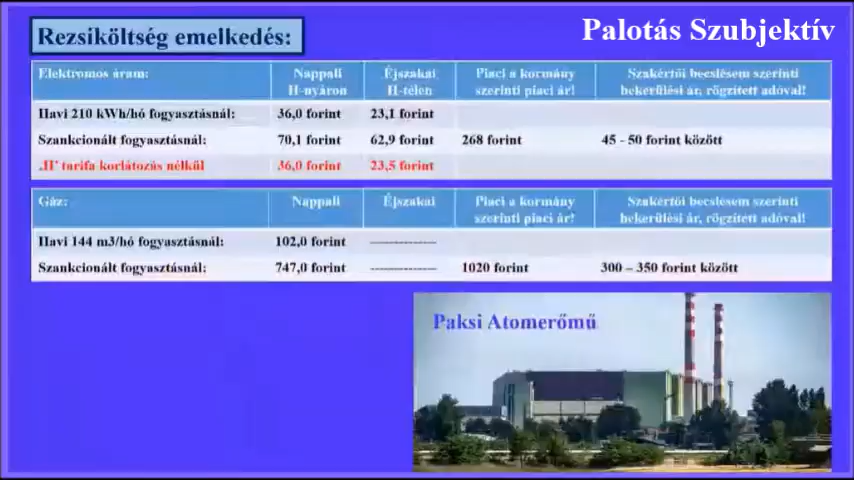 Palotás Szubjektív
Rezsiköltség emelkedés:
Elektromos áram: Nappali Éjszakai Piaci a kormány Szakértői becslésem szerinti
H-nyáron H-télen szerinti piaci ár! bekerülési ár, rögzített adóval!
Havi 210 kWh/hó fogyasztásnál: 36,0 forint 23,1 forint
Szankcionált fogyasztásnál: 70,1 forint 62,9 forint 268 forint 45 - 50 forint között
„H" tarifa korlátozás nélkül 36,0 forint 23,5 forint
Gáz: Nappali Éjszakai Piaci a kormány Szakértői becslésem szerinti
szerinti piaci ár! bekerülési ár, rögzített adóval!
Havi 144 m3/hó fogyasztásnál: 102,0 forint ---------------
Szankcionált fogyasztásnál: 747,0 forint --------------- 1020 forint 300 – 350 forint között
Paksi Atomerőmű